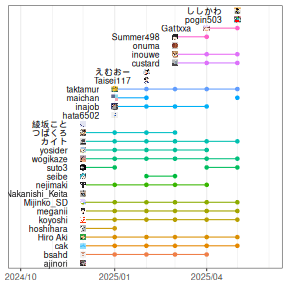 ししかわ
pogin503
Gattxxa
Summer498
onuma
inouwe
custard
えむおー
Taisei117
taktamur
maichan
inajob
hata6502
綾坂こと
つばくろ
カイト
yosider
wogikaze
suto3
seibe
nejimaki
Nakanishi_Keita
Mijinko_SD
meganii
koyoshi
hoshihara
Hiro Aki
cak
bsahd
ajinori
2024/10 2025/01 2025/04